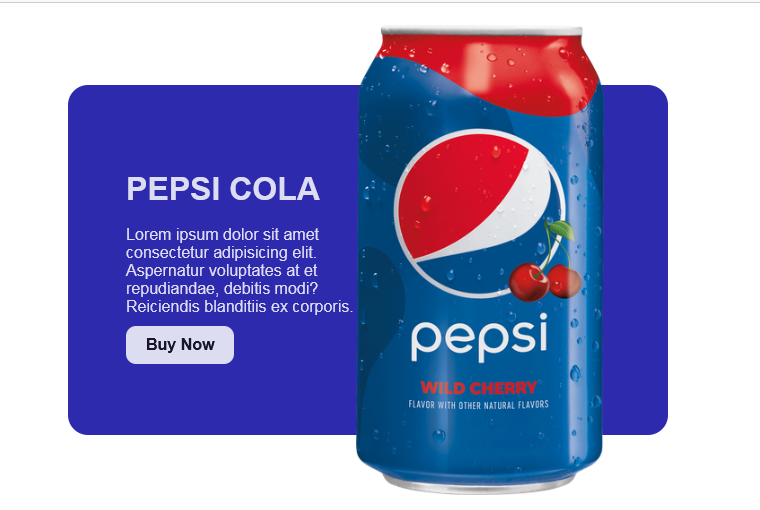 PEPSI COLA
Lorem ipsum dolor sit amet
consectetur adipisicing elit.
Aspernatur voluptates at et
repudiandae, debitis modi?
Reiciendis blanditiis ex corporis.
Buy Now
pepsi
WILD CHERRY
FLAVOR WITH OTHER NATURAL FLAVORS